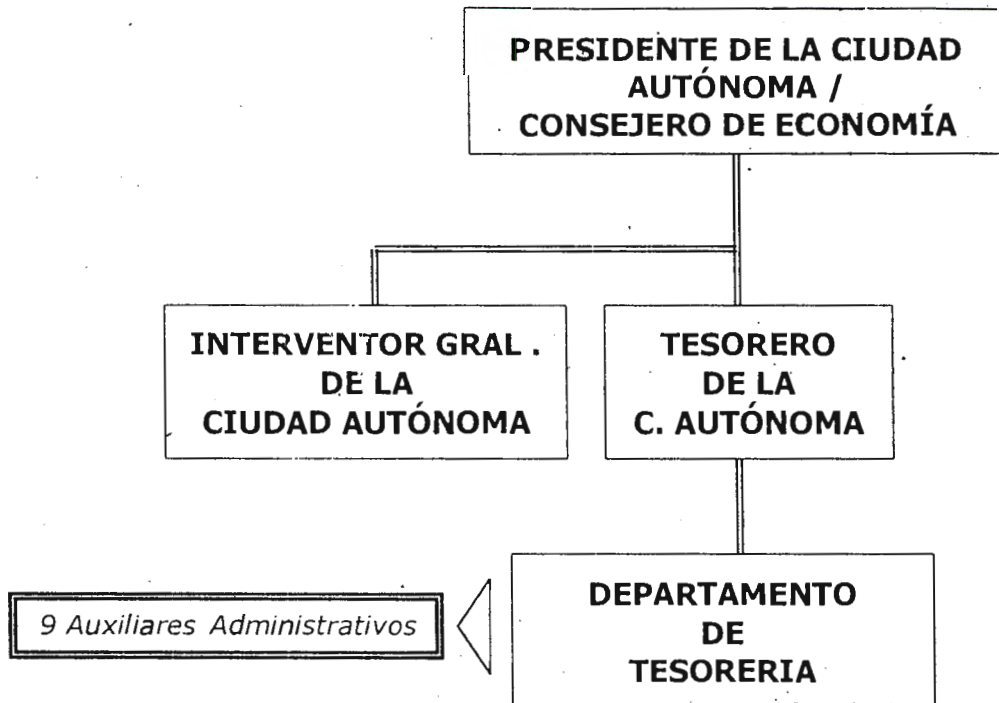 PRESIDENTE DE LA CIUDAD
AUTÓNOMA /
CONSEJERO DE ECONOMÍA
INTERVENTOR GRAL .
DE LA
CIUDAD AUTÓNOMA
TESORERO
DE LA
C. AUTÓNOMA
9 Auxiliares Administrativos
DEPARTAMENTO
DE
TESORERIA